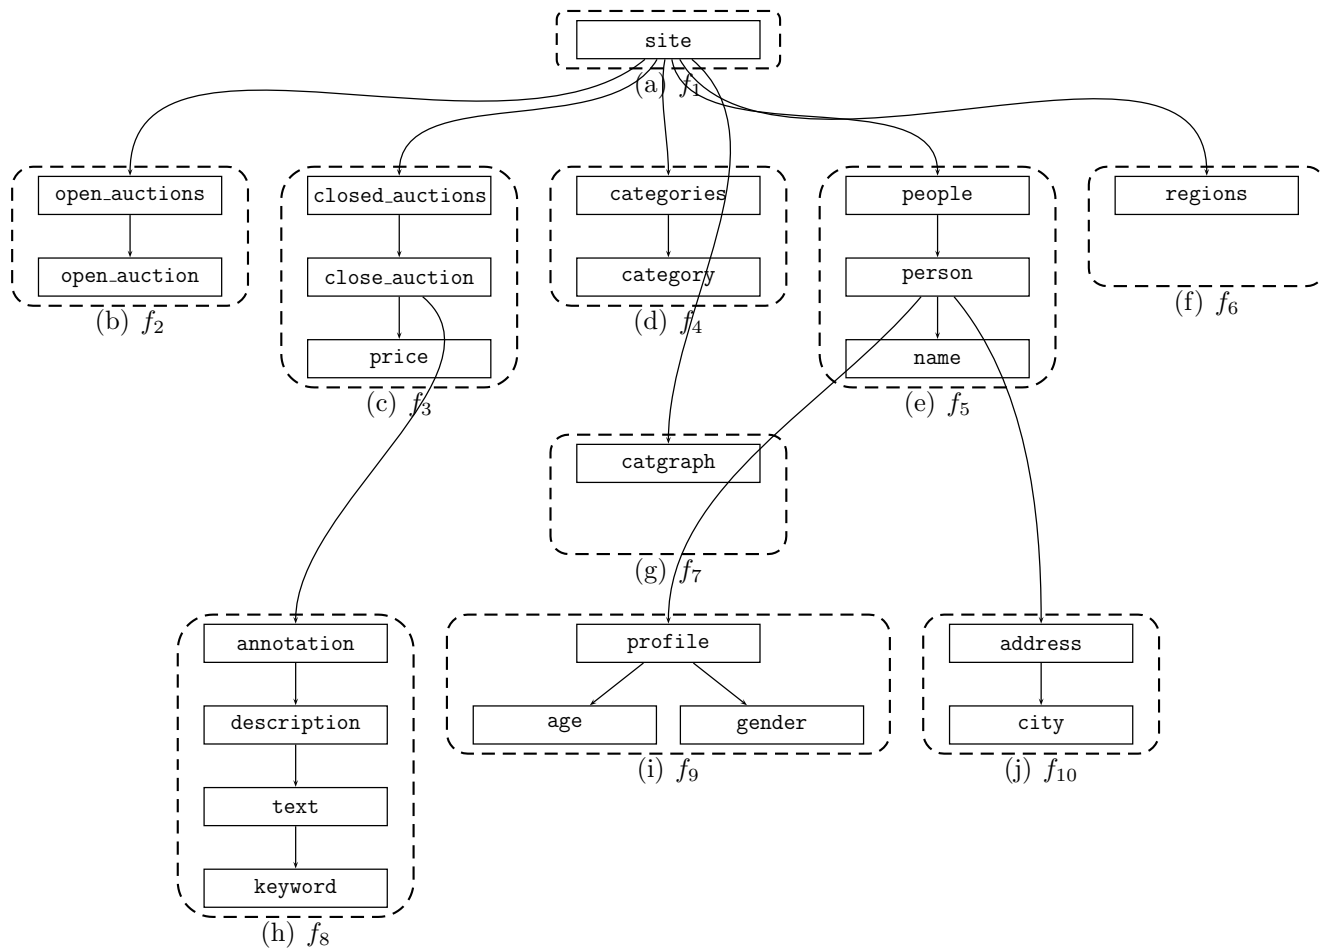 site
(a) f1
open_auctions
closed_auctions
categories
people
regions
open_auction
close_auction
category
person
(b) f2
(d) f4
(f) f6
price
name
(c) f3
(e) f5
catgraph
(g) f7
annotation
profile
address
description
age
gender
city
(i) f9
(j) f10
text
keyword
(h) f8